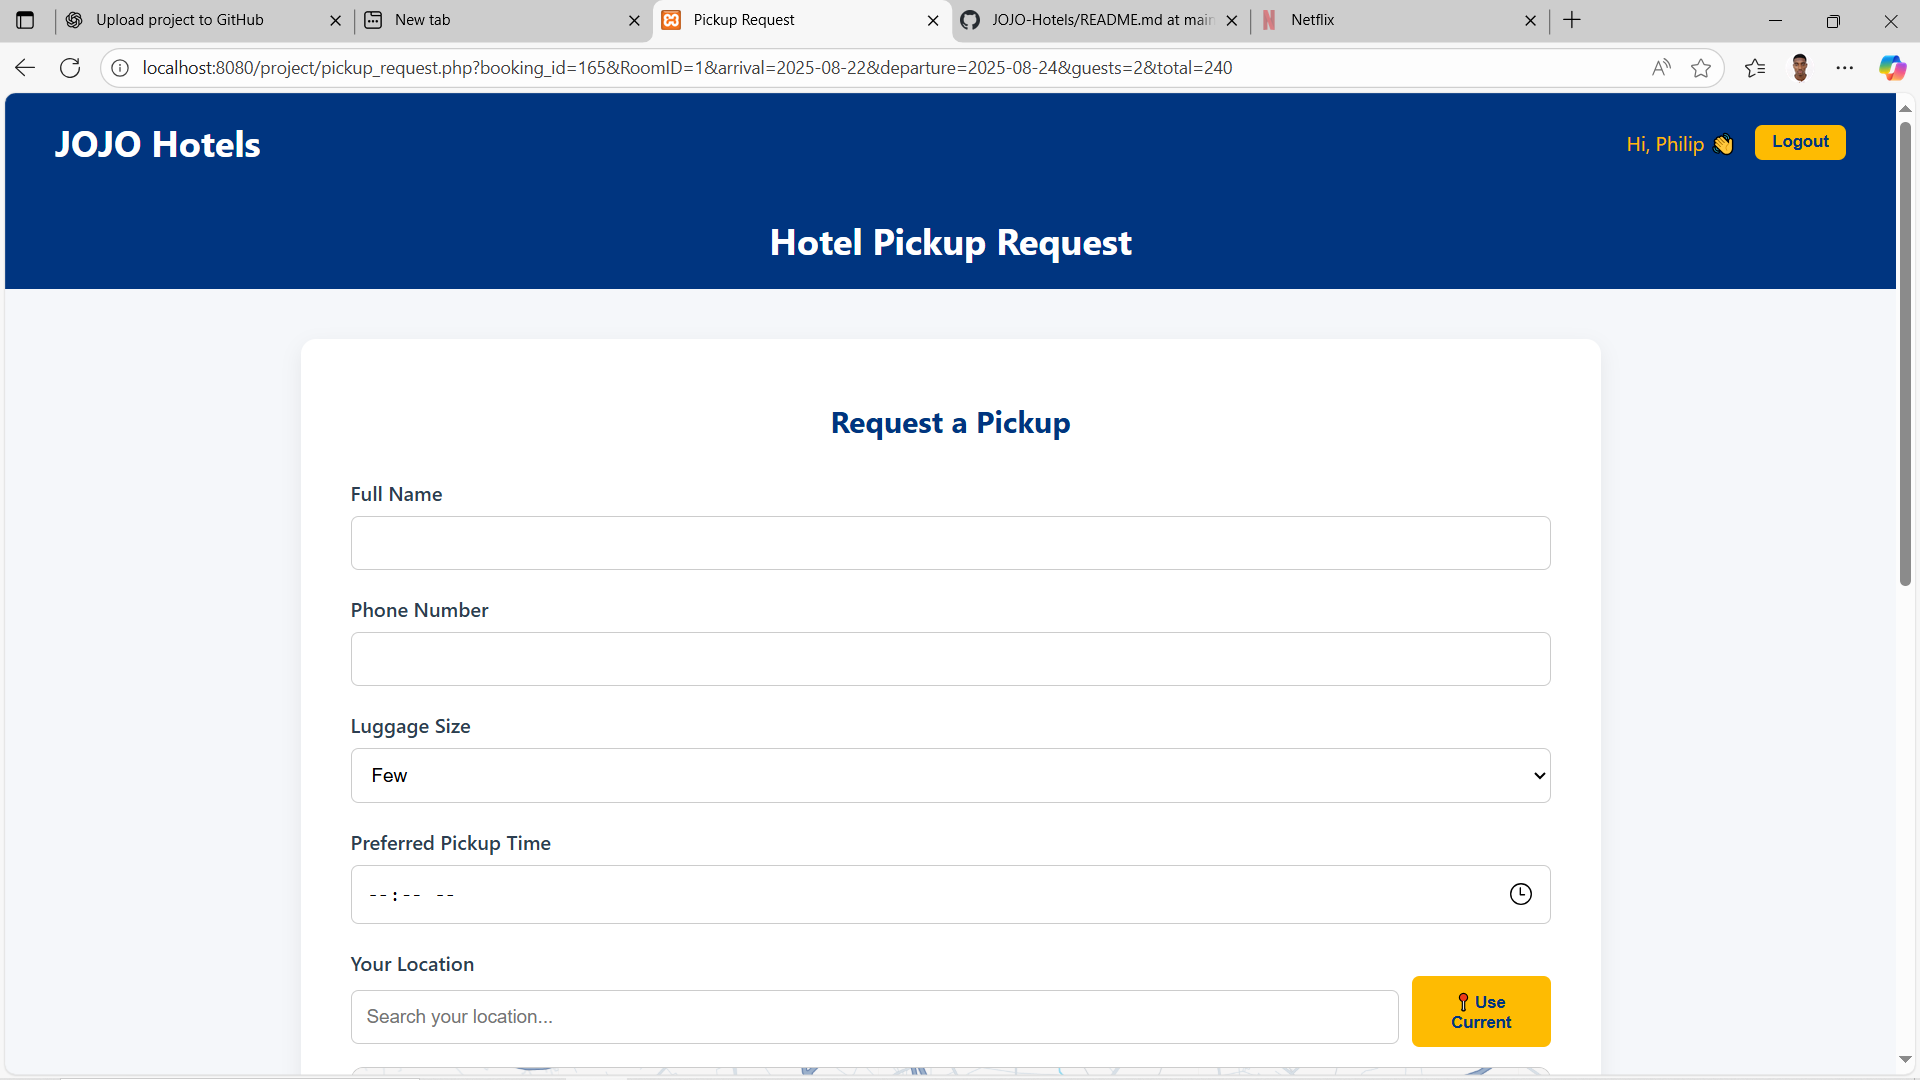 Upload project to GitHub
New tab
Pickup Request
JOJO-Hotels/README.md at main
Netflix
localhost:8080/project/pickup_request.php?booking_id=165&RoomID=1&arrival=2025-08-22&departure=2025-08-24&guests=2&total=240
JOJO Hotels
Hi, Philip 👋
Logout
Hotel Pickup Request
Request a Pickup
Full Name
Phone Number
Luggage Size
Few
Preferred Pickup Time
--:-- --
Your Location
Search your location...
📍 Use
Current